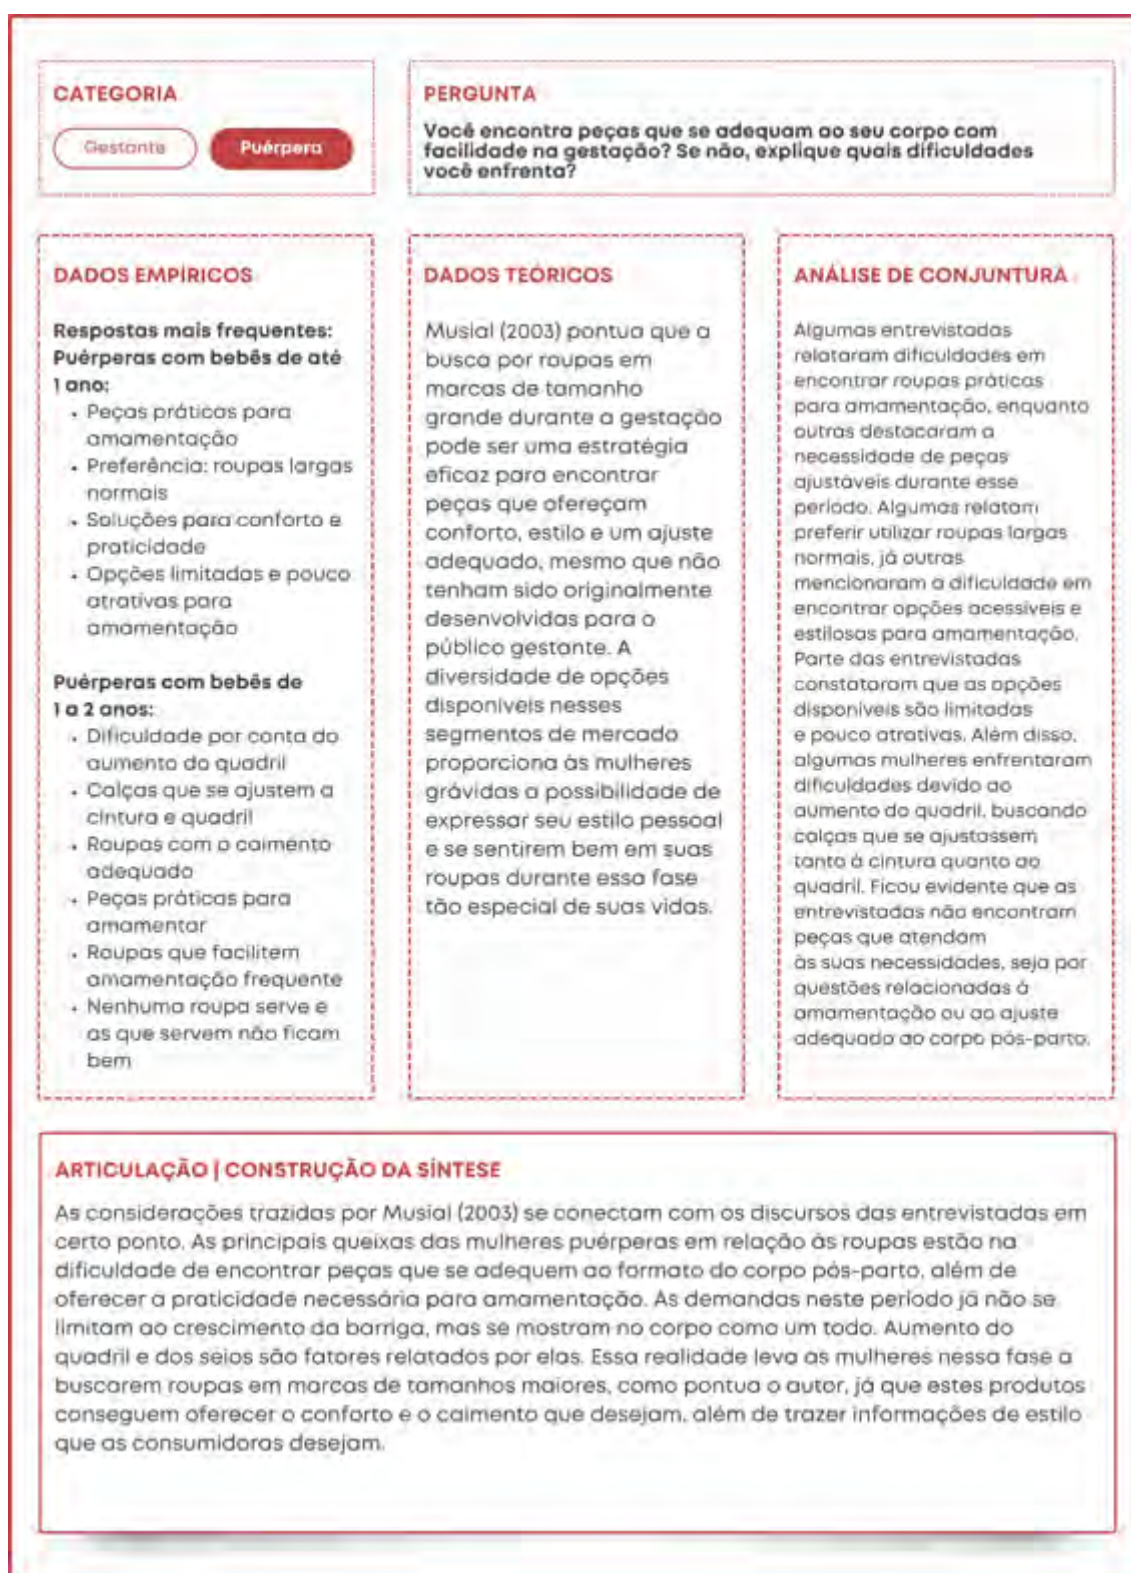 CATEGORIA
Gestante
Puérpera
PERGUNTA
Você encontra peças que se adequam ao seu corpo com
facilidade na gestação? Se não, explique quais dificuldades
você enfrenta?
DADOS EMPÍRICOS
Respostas mais frequentes:
Puérperas com bebês de até
1 ano:
• Peças práticas para
amamentação
• Preferência: roupas largas
normais
• Soluções para conforto e
praticidade
• Opções limitadas e pouco
atrativas para
amamentação
Puérperas com bebês de
1 a 2 anos:
• Dificuldade por conta do
aumento do quadril
• Calças que se ajustem a
cintura e quadril
• Roupas com o caimento
adequado
• Peças práticas para
amamentar
• Roupas que facilitem
amamentação frequente
• Nenhuma roupa serve e
as que servem não ficam
bem
DADOS TEÓRICOS
Musial (2003) pontua que a
busca por roupas em
marcas de tamanho
grande durante a gestação
pode ser uma estratégia
eficaz para encontrar
peças que ofereçam
conforto, estilo e um ajuste
adequado, mesmo que não
tenham sido originalmente
desenvolvidas para o
público gestante. A
diversidade de opções
disponíveis nesses
segmentos de mercado
proporciona às mulheres
grávidas a possibilidade de
expressar seu estilo pessoal
e se sentirem bem em suas
roupas durante essa fase
tão especial de suas vidas.
ANÁLISE DE CONJUNTURA
Algumas entrevistadas
relataram dificuldades em
encontrar roupas práticas
para amamentação, enquanto
outras destacaram a
necessidade de peças
ajustáveis durante esse
período. Algumas relatam
preferir utilizar roupas largas
normais, já outras
mencionaram a dificuldade em
encontrar opções acessíveis e
estilosas para amamentação.
Parte das entrevistadas
constataram que as opções
disponíveis são limitadas
e pouco atrativas. Além disso,
algumas mulheres enfrentaram
dificuldades devido ao
aumento do quadril, buscando
calças que se ajustassem
tanto à cintura quanto ao
quadril. Ficou evidente que as
entrevistadas não encontram
peças que atendam
às suas necessidades, seja por
questões relacionadas à
amamentação ou ao ajuste
adequado ao corpo pós-parto.
ARTICULAÇÃO | CONSTRUÇÃO DA SÍNTESE
As considerações trazidas por Musial (2003) se conectam com os discursos das entrevistadas em
certo ponto. As principais queixas das mulheres puérperas em relação às roupas estão na
dificuldade de encontrar peças que se adequem ao formato do corpo pós-parto, além de
oferecer a praticidade necessária para amamentação. As demandas neste período já não se
limitam ao crescimento da barriga, mas se mostram no corpo como um todo. Aumento do
quadril e dos seios são fatores relatados por elas. Essa realidade leva as mulheres nessa fase a
buscarem roupas em marcas de tamanhos maiores, como pontua o autor, já que estes produtos
conseguem oferecer o conforto e o caimento que desejam, além de trazer informações de estilo
que as consumidoras desejam.